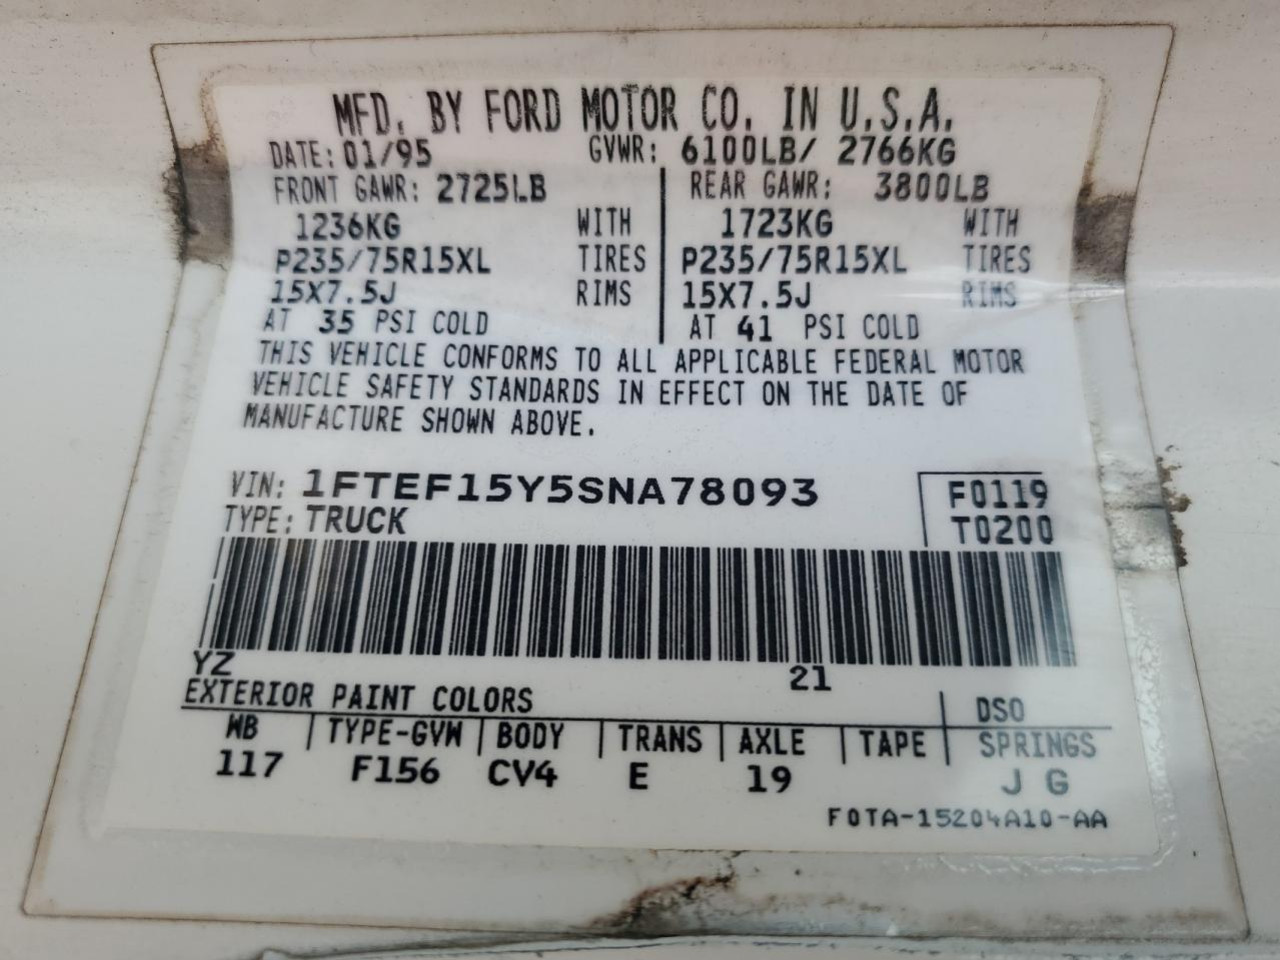 MFD. BY FORD MOTOR CO. IN U.S.A.
DATE: 01/95 GVWR: 6100LB/ 2766KG
FRONT GAWR: 2725LB REAR GAWR: 3800LB
1236KG WITH 1723KG WITH
P235/75R15XL TIRES P235/75R15XL TIRES
15X7.5J RIMS 15X7.5J RIMS
AT 35 PSI COLD AT 41 PSI COLD
THIS VEHICLE CONFORMS TO ALL APPLICABLE FEDERAL MOTOR
VEHICLE SAFETY STANDARDS IN EFFECT ON THE DATE OF
MANUFACTURE SHOWN ABOVE.
VIN: 1FTEF15Y5SNA78093 F0119
TYPE: TRUCK T0200
YZ 21
EXTERIOR PAINT COLORS DSO
WB TYPE-GVW BODY TRANS AXLE TAPE SPRINGS
117 F156 CV4 E 19 J G
F0TA-15204A10-AA